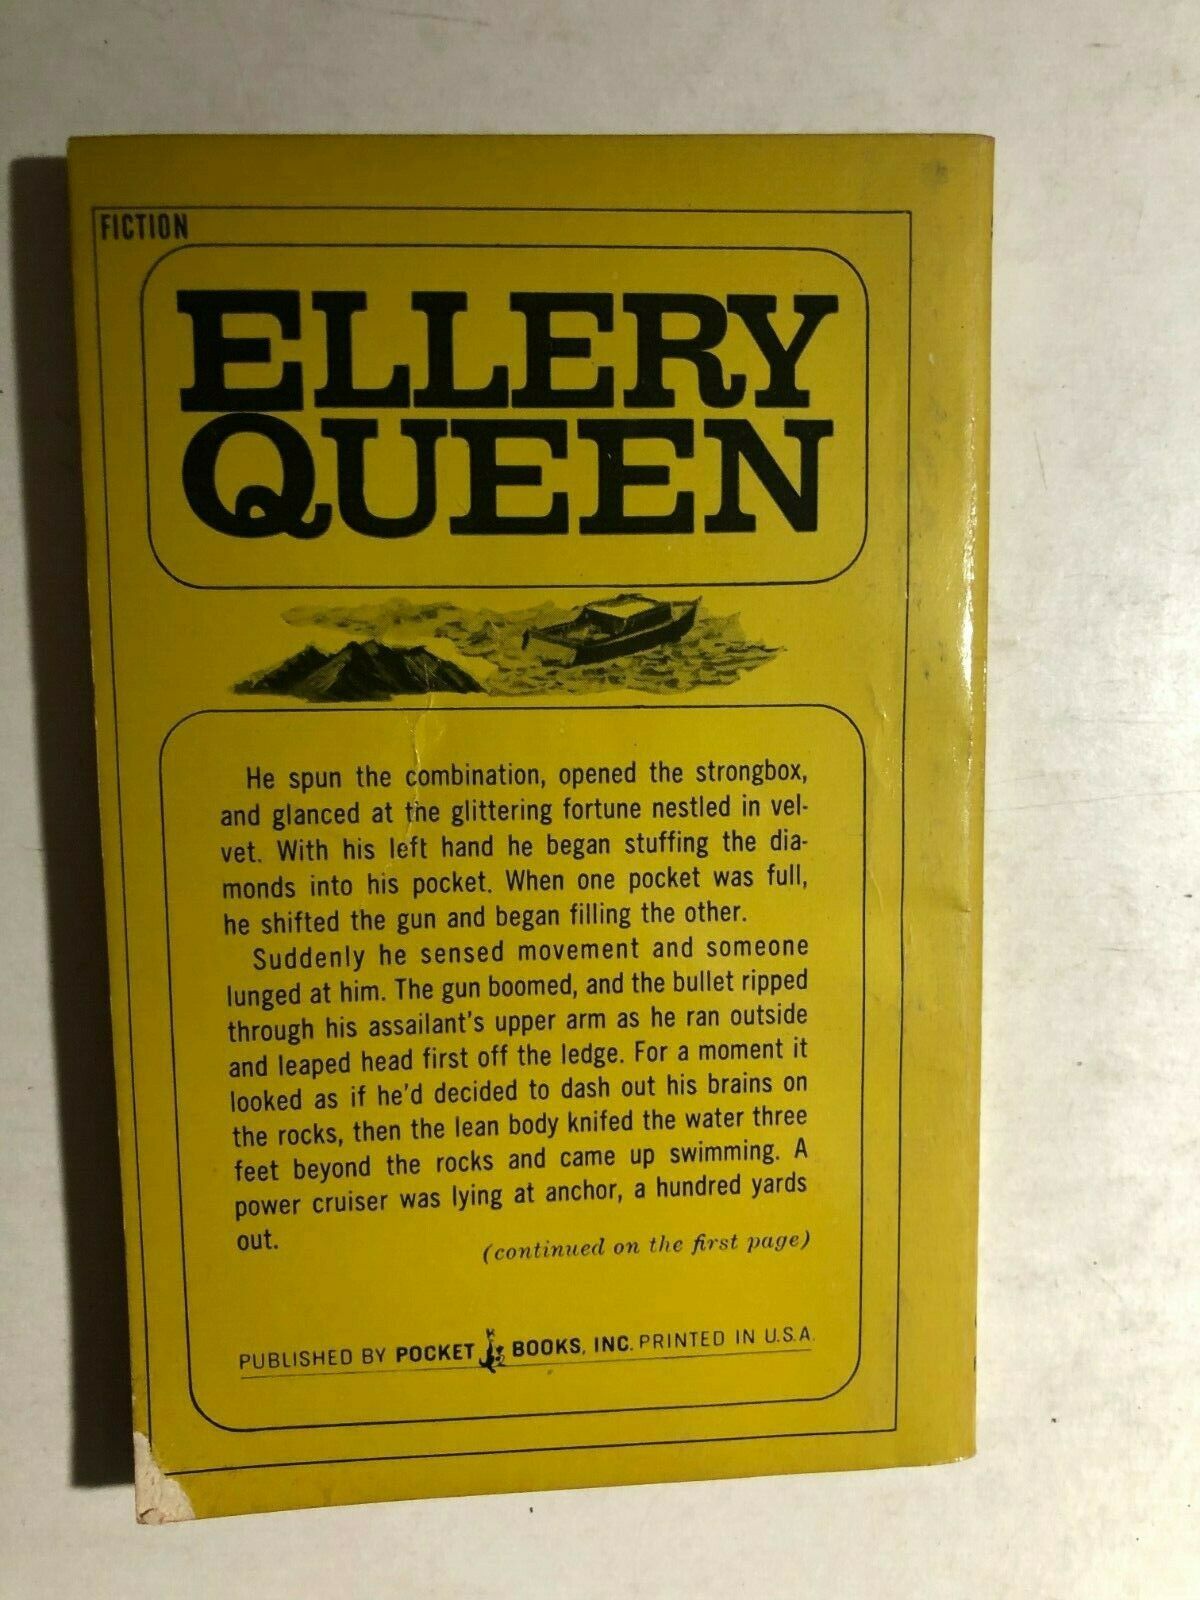 FICTION
ELLERY
QUEEN
He spun the combination, opened the strongbox,
and glanced at the glittering fortune nestled in vel-
vet. With his left hand he began stuffing the dia-
monds into his pocket. When one pocket was full,
he shifted the gun and began filling the other.
Suddenly he sensed movement and someone
lunged at him. The gun boomed, and the bullet ripped
through his assailant's upper arm as he ran outside
and leaped head first off the ledge. For a moment it
looked as if he'd decided to dash out his brains on
the rocks, then the lean body knifed the water three
feet beyond the rocks and came up swimming. A
power cruiser was lying at anchor, a hundred yards
out.
(continued on the first page)
PUBLISHED BY POCKET BOOKS, INC. PRINTED IN U.S.A.